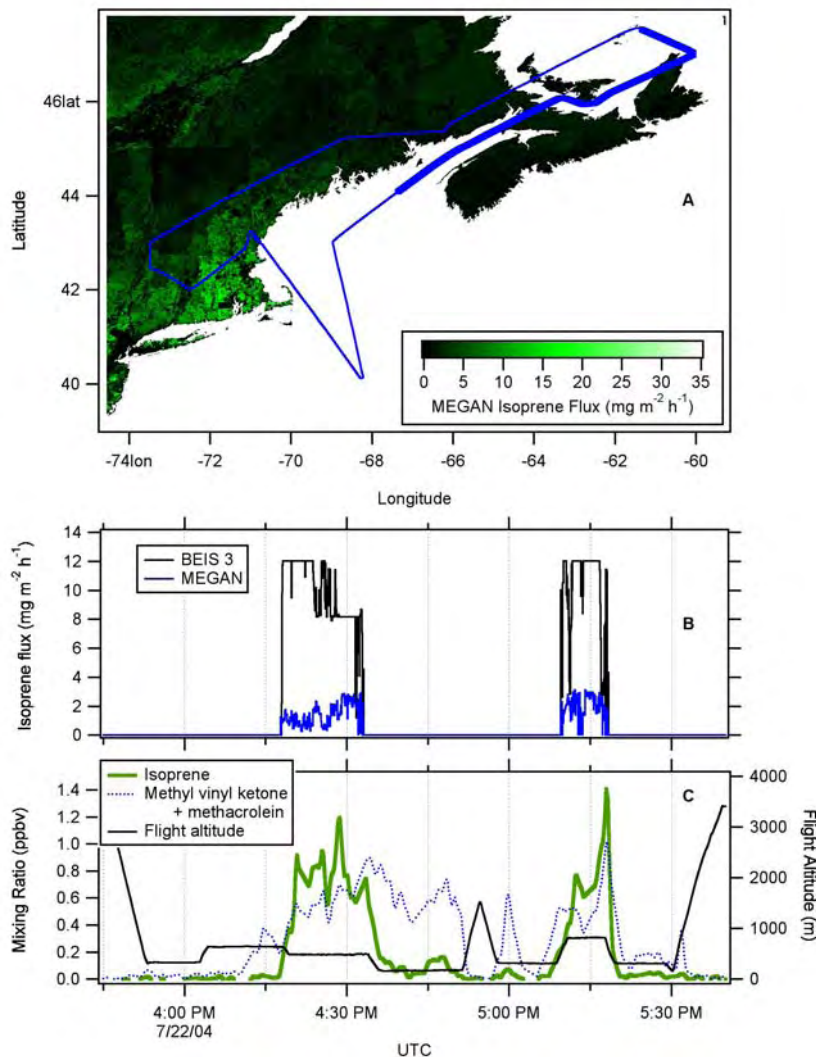 1
46lat
44
42
40
Latitude
A
0 5 10 15 20 25 30 35
MEGAN Isoprene Flux (mg m-2 h-1)
-74lon -72 -70 -68 -66 -64 -62 -60
Longitude
14
12
10
8
6
4
2
0
Isoprene flux (mg m-2 h-1)
BEIS 3
MEGAN
B
1.4
1.2
1.0
0.8
0.6
0.4
0.2
0.0
Mixing Ratio (ppbv)
Isoprene
Methyl vinyl ketone
+ methacrolein
Flight altitude
C
4000
3000
2000
1000
0
Flight Altitude (m)
4:00 PM 4:30 PM 5:00 PM 5:30 PM
7/22/04
UTC